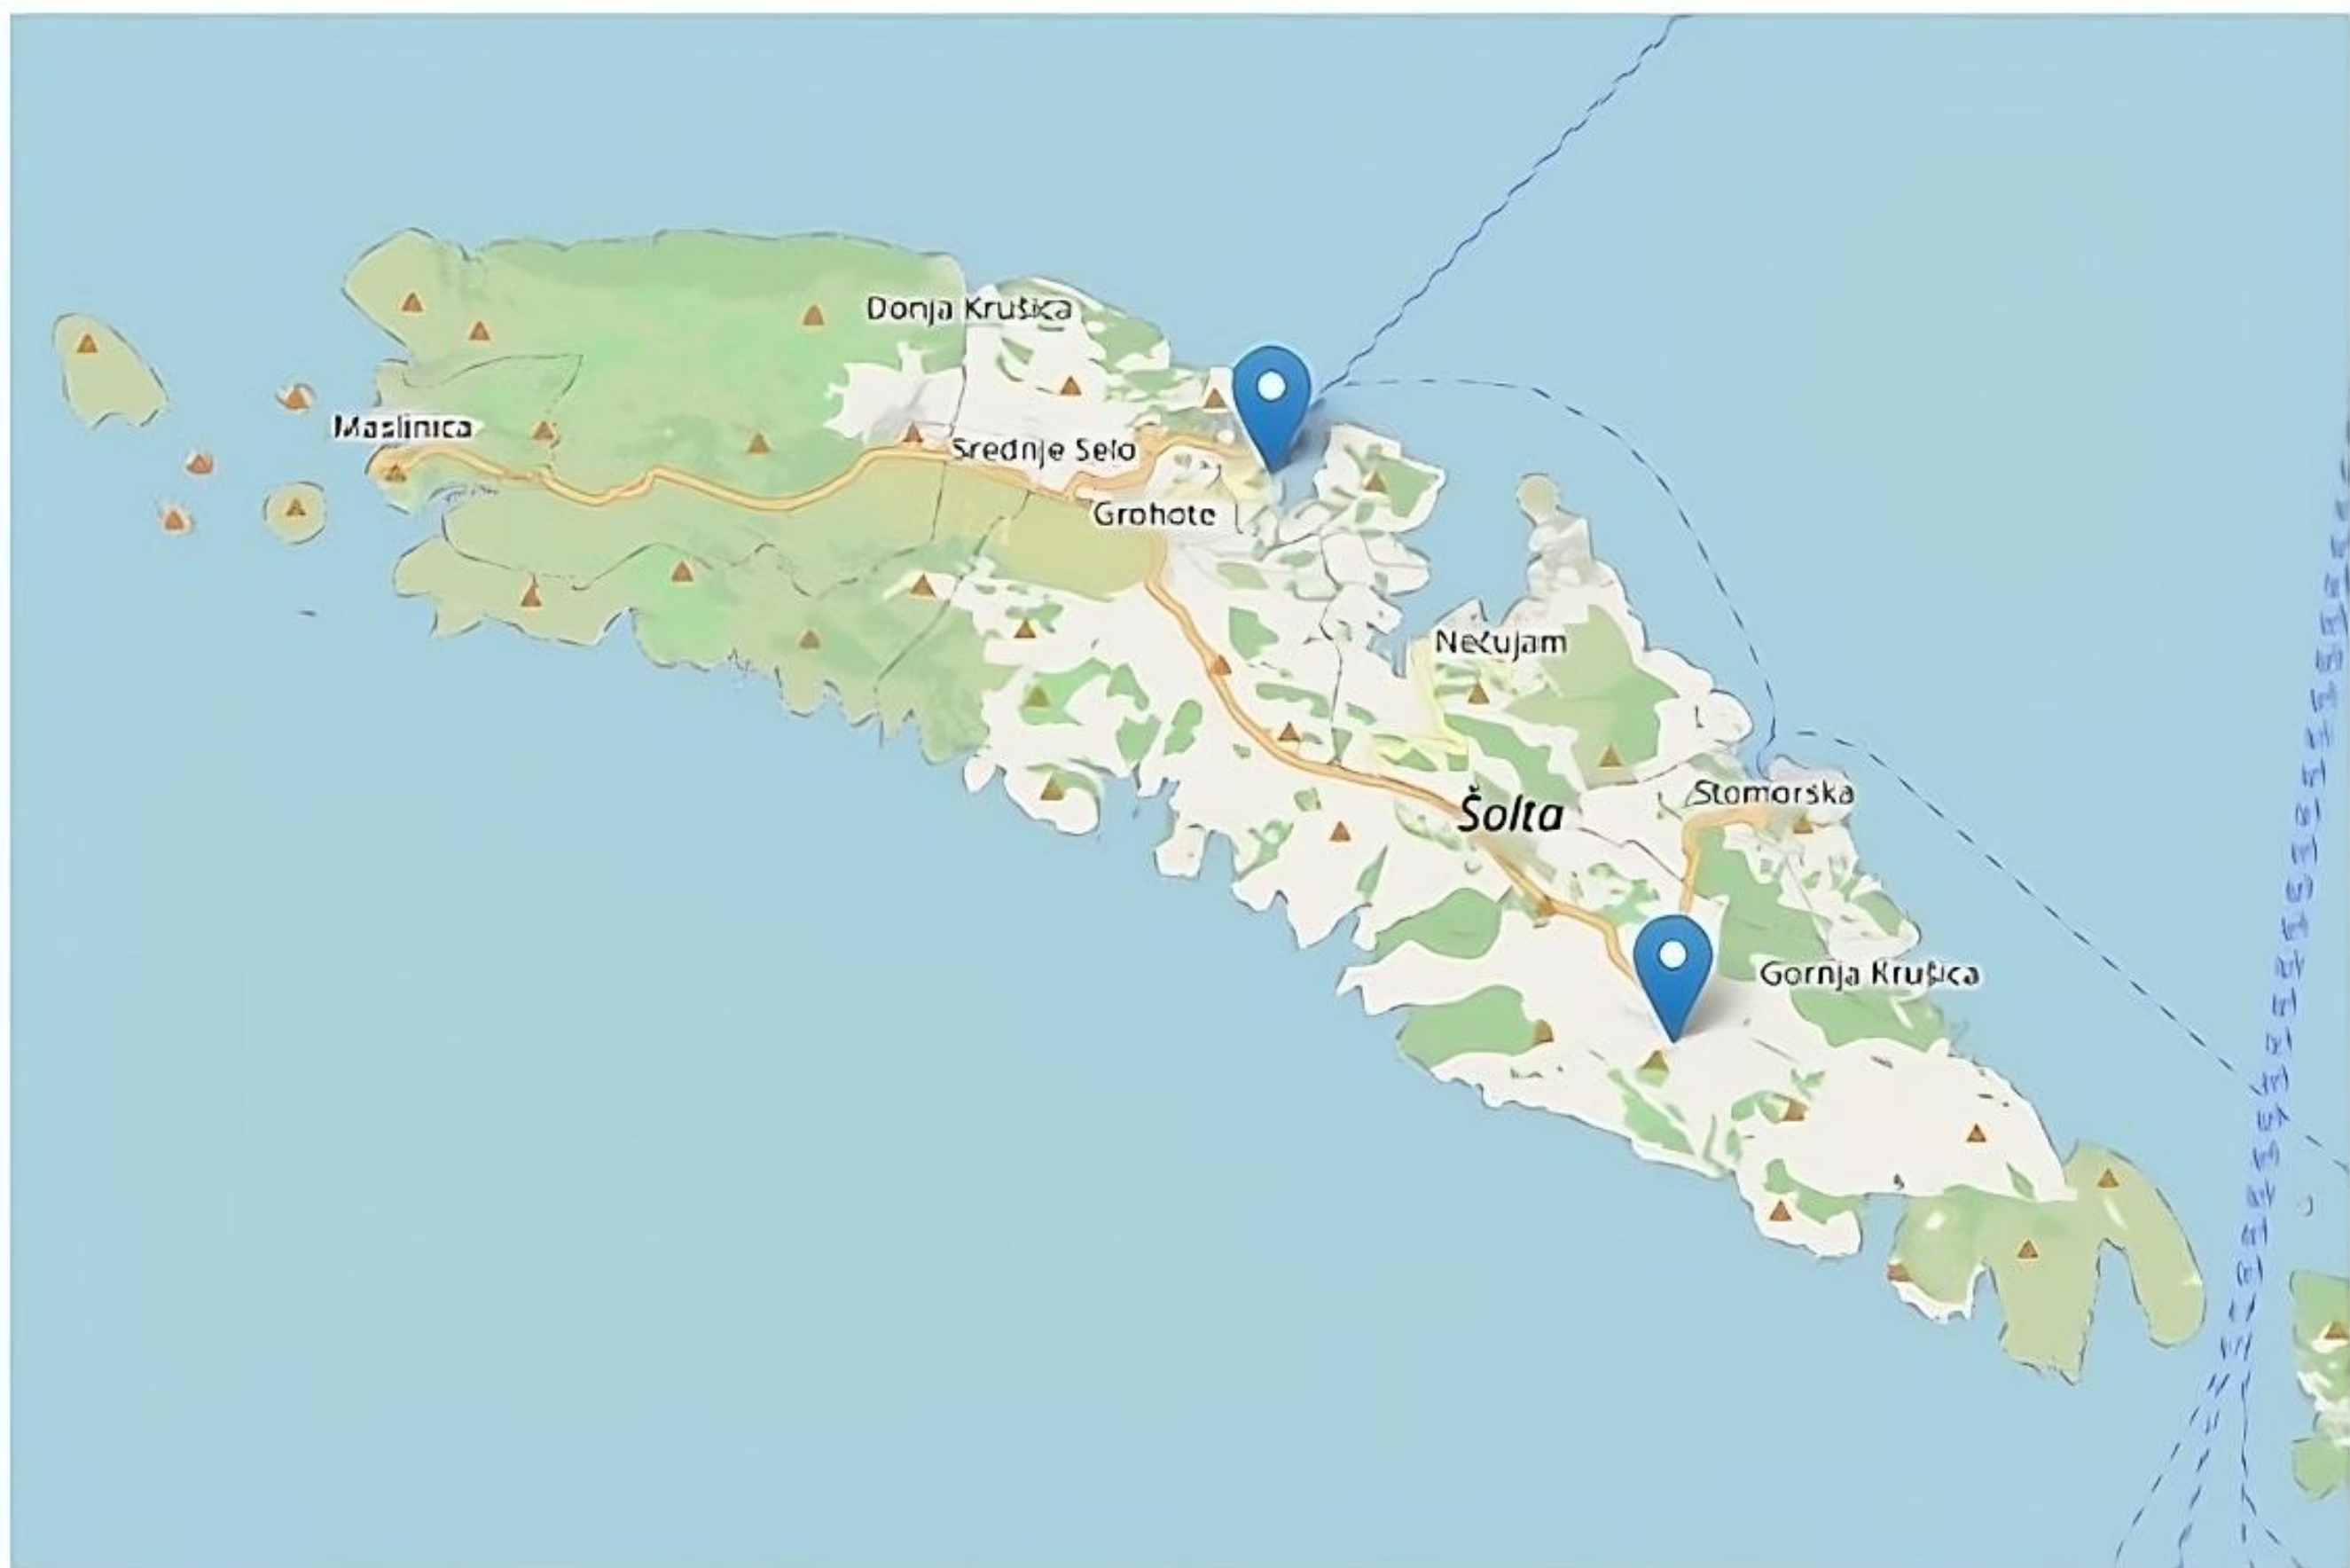 Donja Krušica
Maslinica
Srednje Selo
Grohote
Nečujam
Stomorska
Šolta
Gornja Krušica